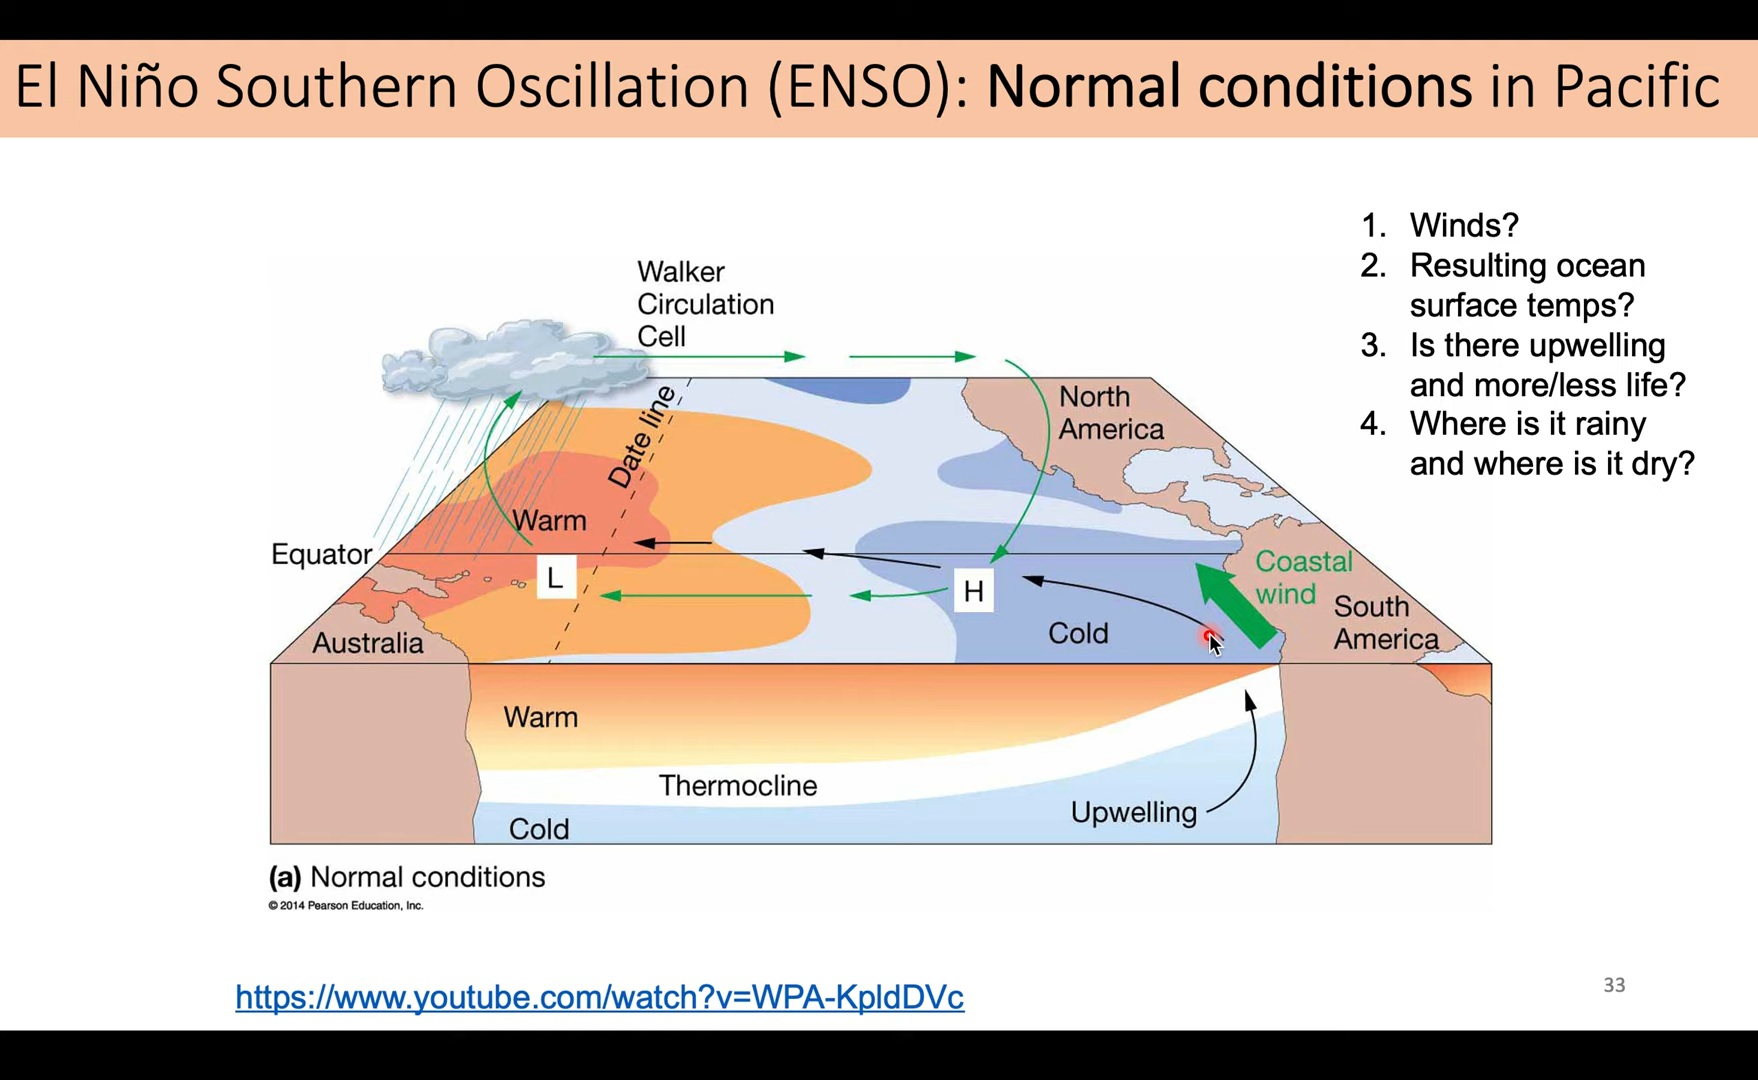 El Niño Southern Oscillation (ENSO): Normal conditions in Pacific
1. Winds?
2. Resulting ocean
surface temps?
3. Is there upwelling
and more/less life?
4. Where is it rainy
and where is it dry?
Walker
Circulation
Cell
North
America
Date line
Warm
Equator
L
H
Coastal
wind
South
America
Australia
Cold
Warm
Thermocline
Upwelling
Cold
(a) Normal conditions
© 2014 Pearson Education, Inc.
https://www.youtube.com/watch?v=WPA-KpldDVc
33